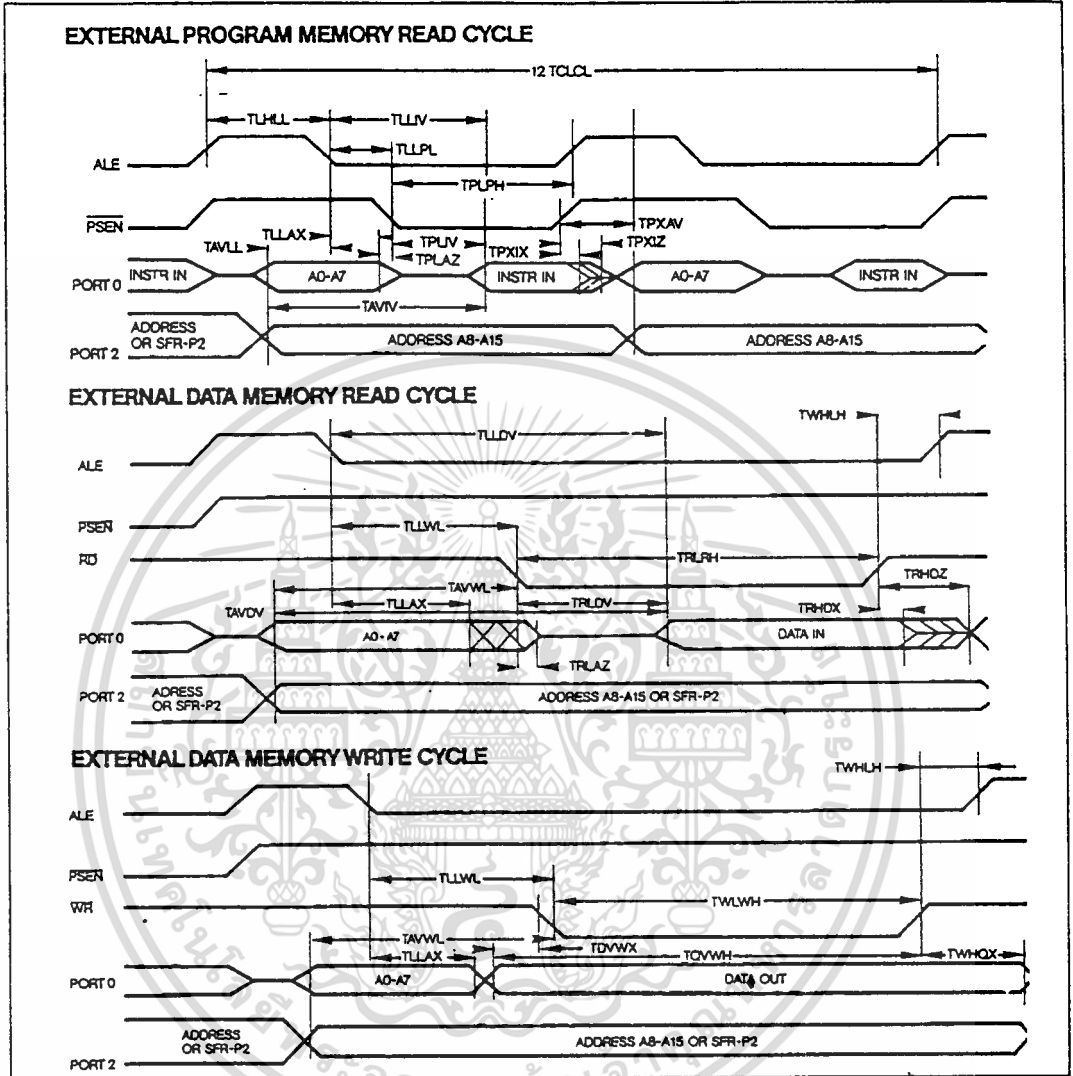 EXTERNAL PROGRAM MEMORY READ CYCLE
12 TCLCL
TLHLL
TLLIV
TLLPL
ALE
TPLPH
PSEN
TLLAX
TPLIV
TPXAV
TAVLL
TPLAZ
TPXIX
TPXIZ
PORT 0
INSTR IN
A0-A7
INSTR IN
A0-A7
INSTR IN
TAVIV
ADDRESS
OR SFR-P2
PORT 2
ADDRESS A8-A15
ADDRESS A8-A15
EXTERNAL DATA MEMORY READ CYCLE
TWHLH
TLLDV
ALE
PSEN
TLLWL
RD
TRLRH
TRHDZ
TAVWL
TAVDV
TLLAX
TRLDV
TRHDX
PORT 0
A0-A7
DATA IN
TRLAZ
PORT 2
ADRESS
OR SFR-P2
ADDRESS A8-A15 OR SFR-P2
EXTERNAL DATA MEMORY WRITE CYCLE
TWHLH
ALE
PSEN
TLLWL
WR
TWLWH
TAVWL
TDVWX
TLLAX
TQVWH
TWHQX
PORT 0
A0-A7
DATA OUT
ADDRESS
OR SFR-P2
ADDRESS A8-A15 OR SFR-P2
PORT 2